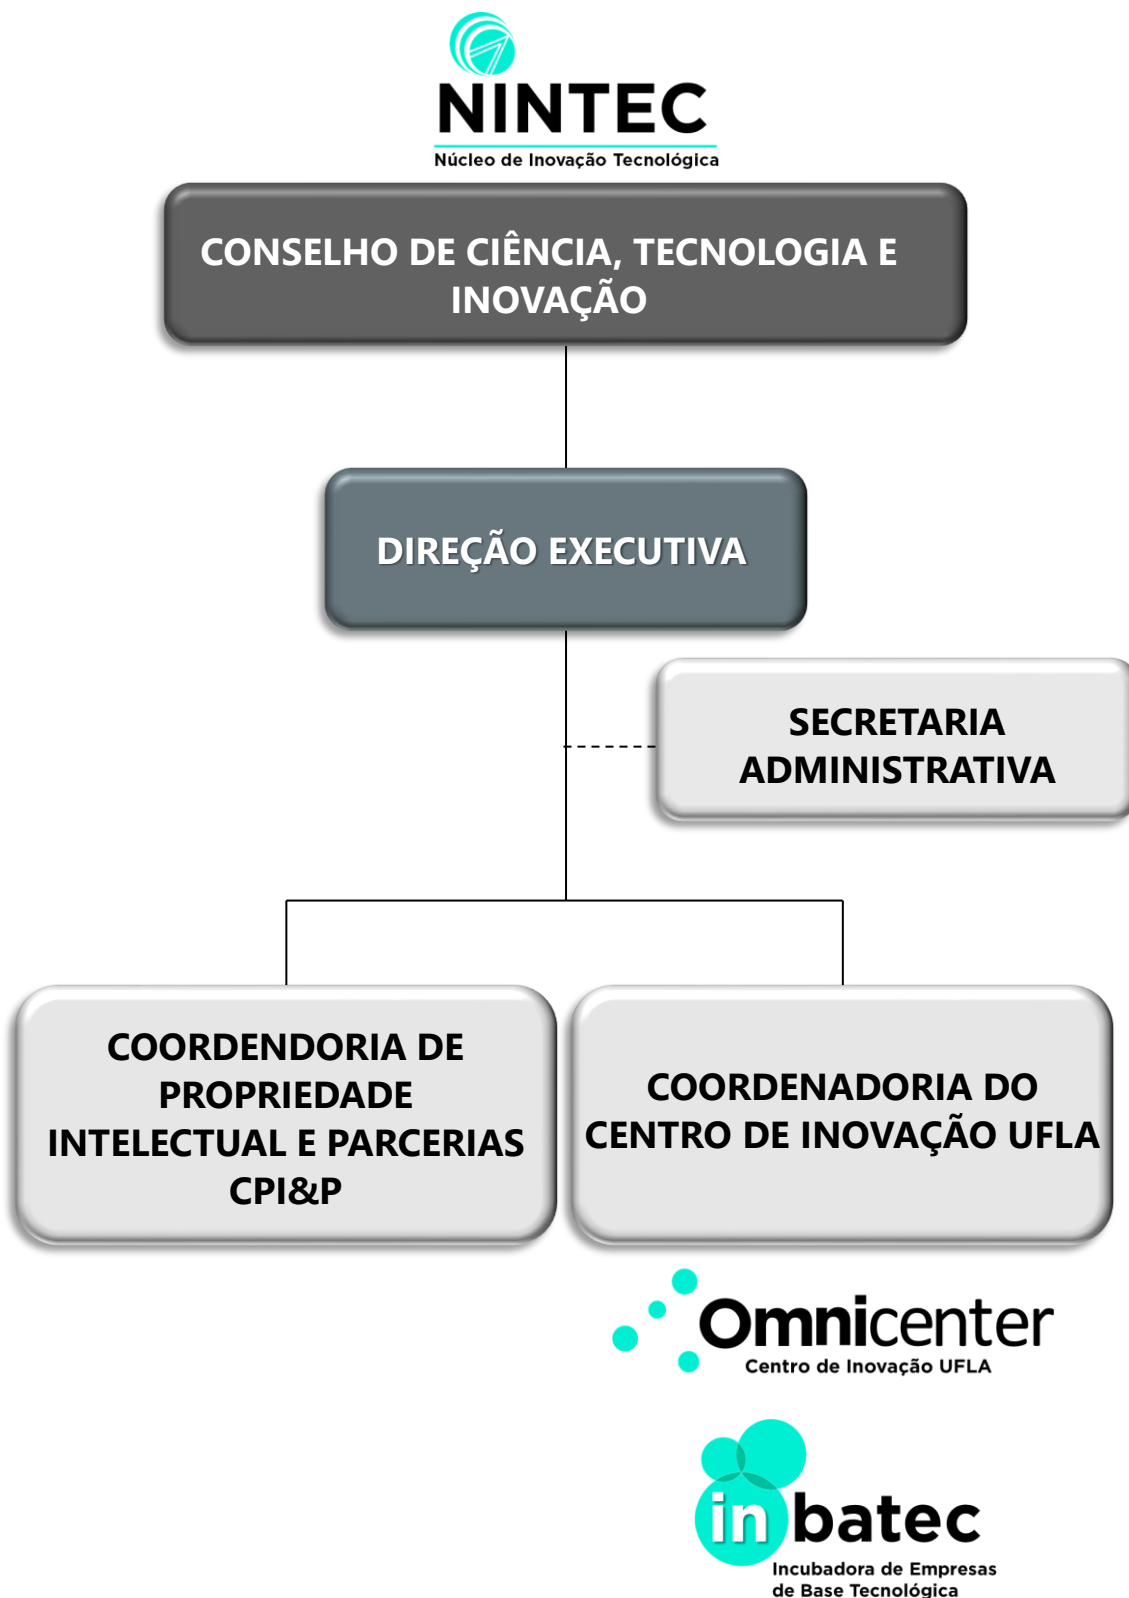 NINTEC
Núcleo de Inovação Tecnológica
CONSELHO DE CIÊNCIA, TECNOLOGIA E
INOVAÇÃO
DIREÇÃO EXECUTIVA
SECRETARIA
ADMINISTRATIVA
COORDENDORIA DE
PROPRIEDADE
INTELECTUAL E PARCERIAS
CPI&P
COORDENADORIA DO
CENTRO DE INOVAÇÃO UFLA
Omnicenter
Centro de Inovação UFLA
inbatec
Incubadora de Empresas
de Base Tecnológica